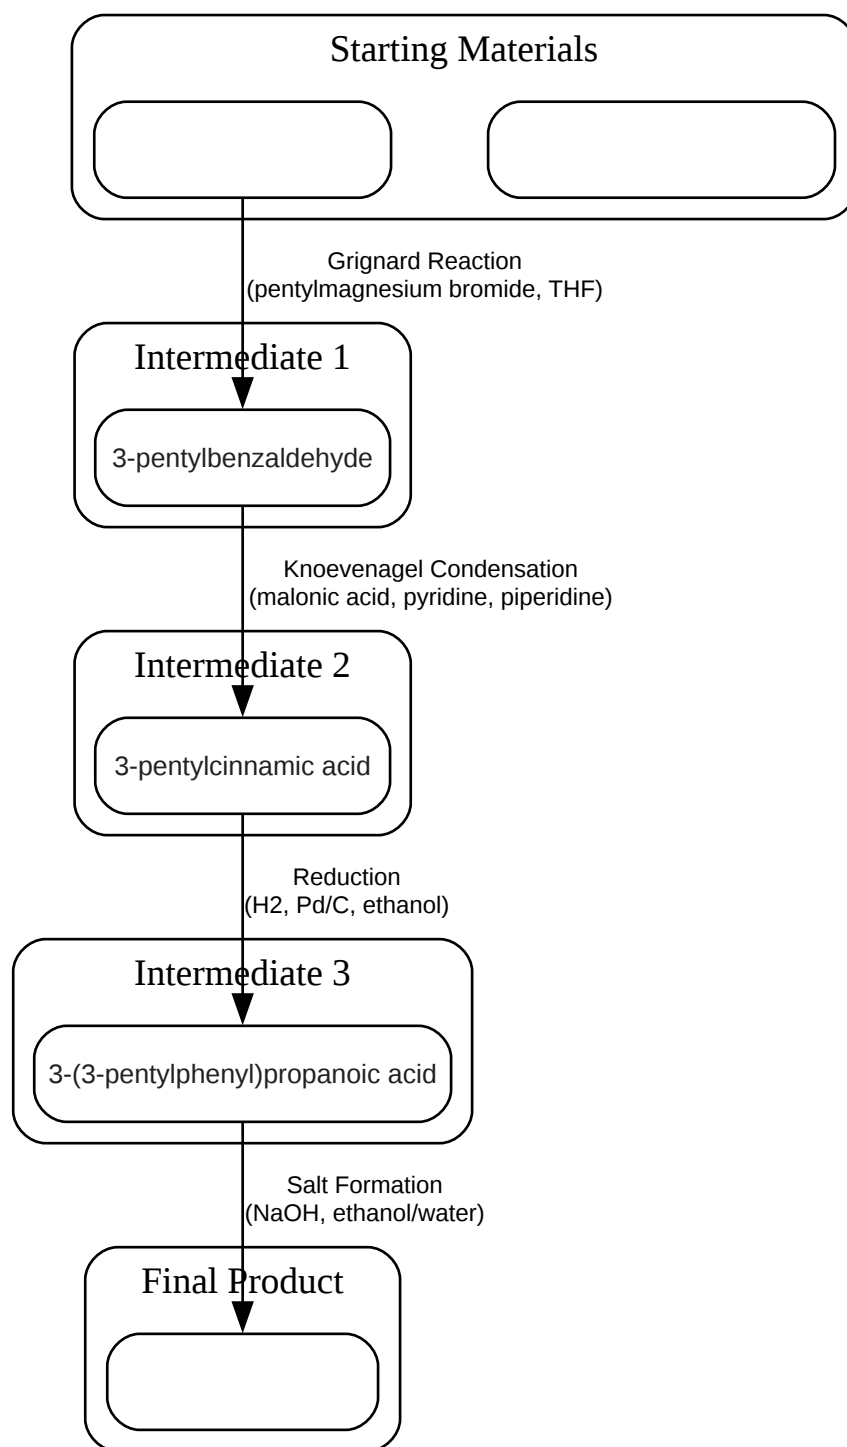 Starting Materials
Grignard Reaction
(pentylmagnesium bromide, THF)
Intermediate 1
3-pentylbenzaldehyde
Knoevenagel Condensation
(malonic acid, pyridine, piperidine)
Intermediate 2
3-pentylcinnamic acid
Reduction
(H2, Pd/C, ethanol)
Intermediate 3
3-(3-pentylphenyl)propanoic acid
Salt Formation
(NaOH, ethanol/water)
Final Product